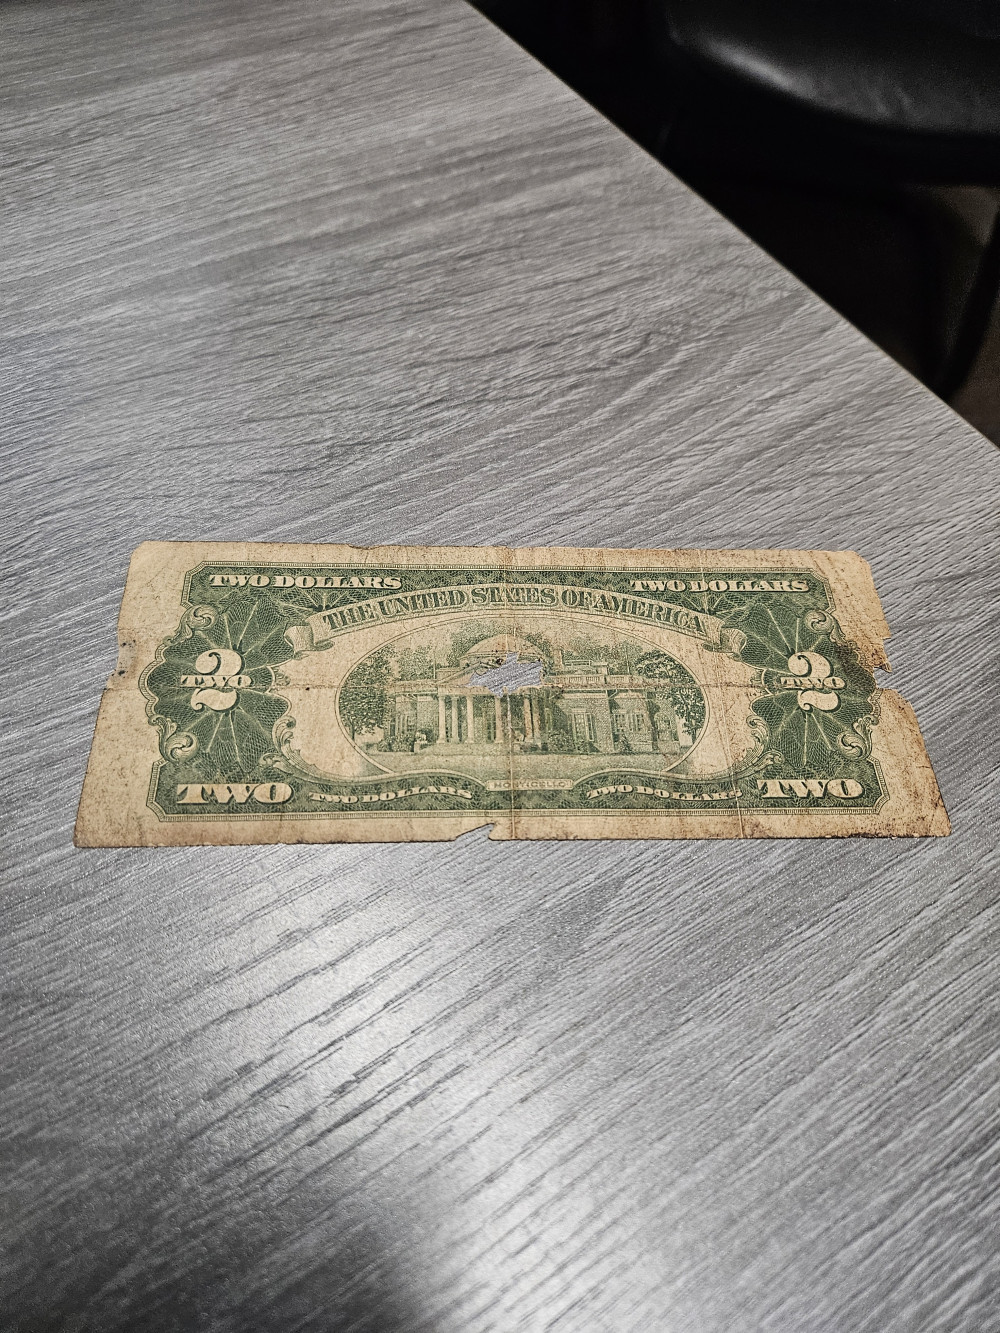 TWO DOLLARS TWO DOLLARS
THE UNITED STATES OF AMERICA
2 2
TWO TWO
MONTICELLO
TWO TWO DOLLARS TWO DOLLARS TWO